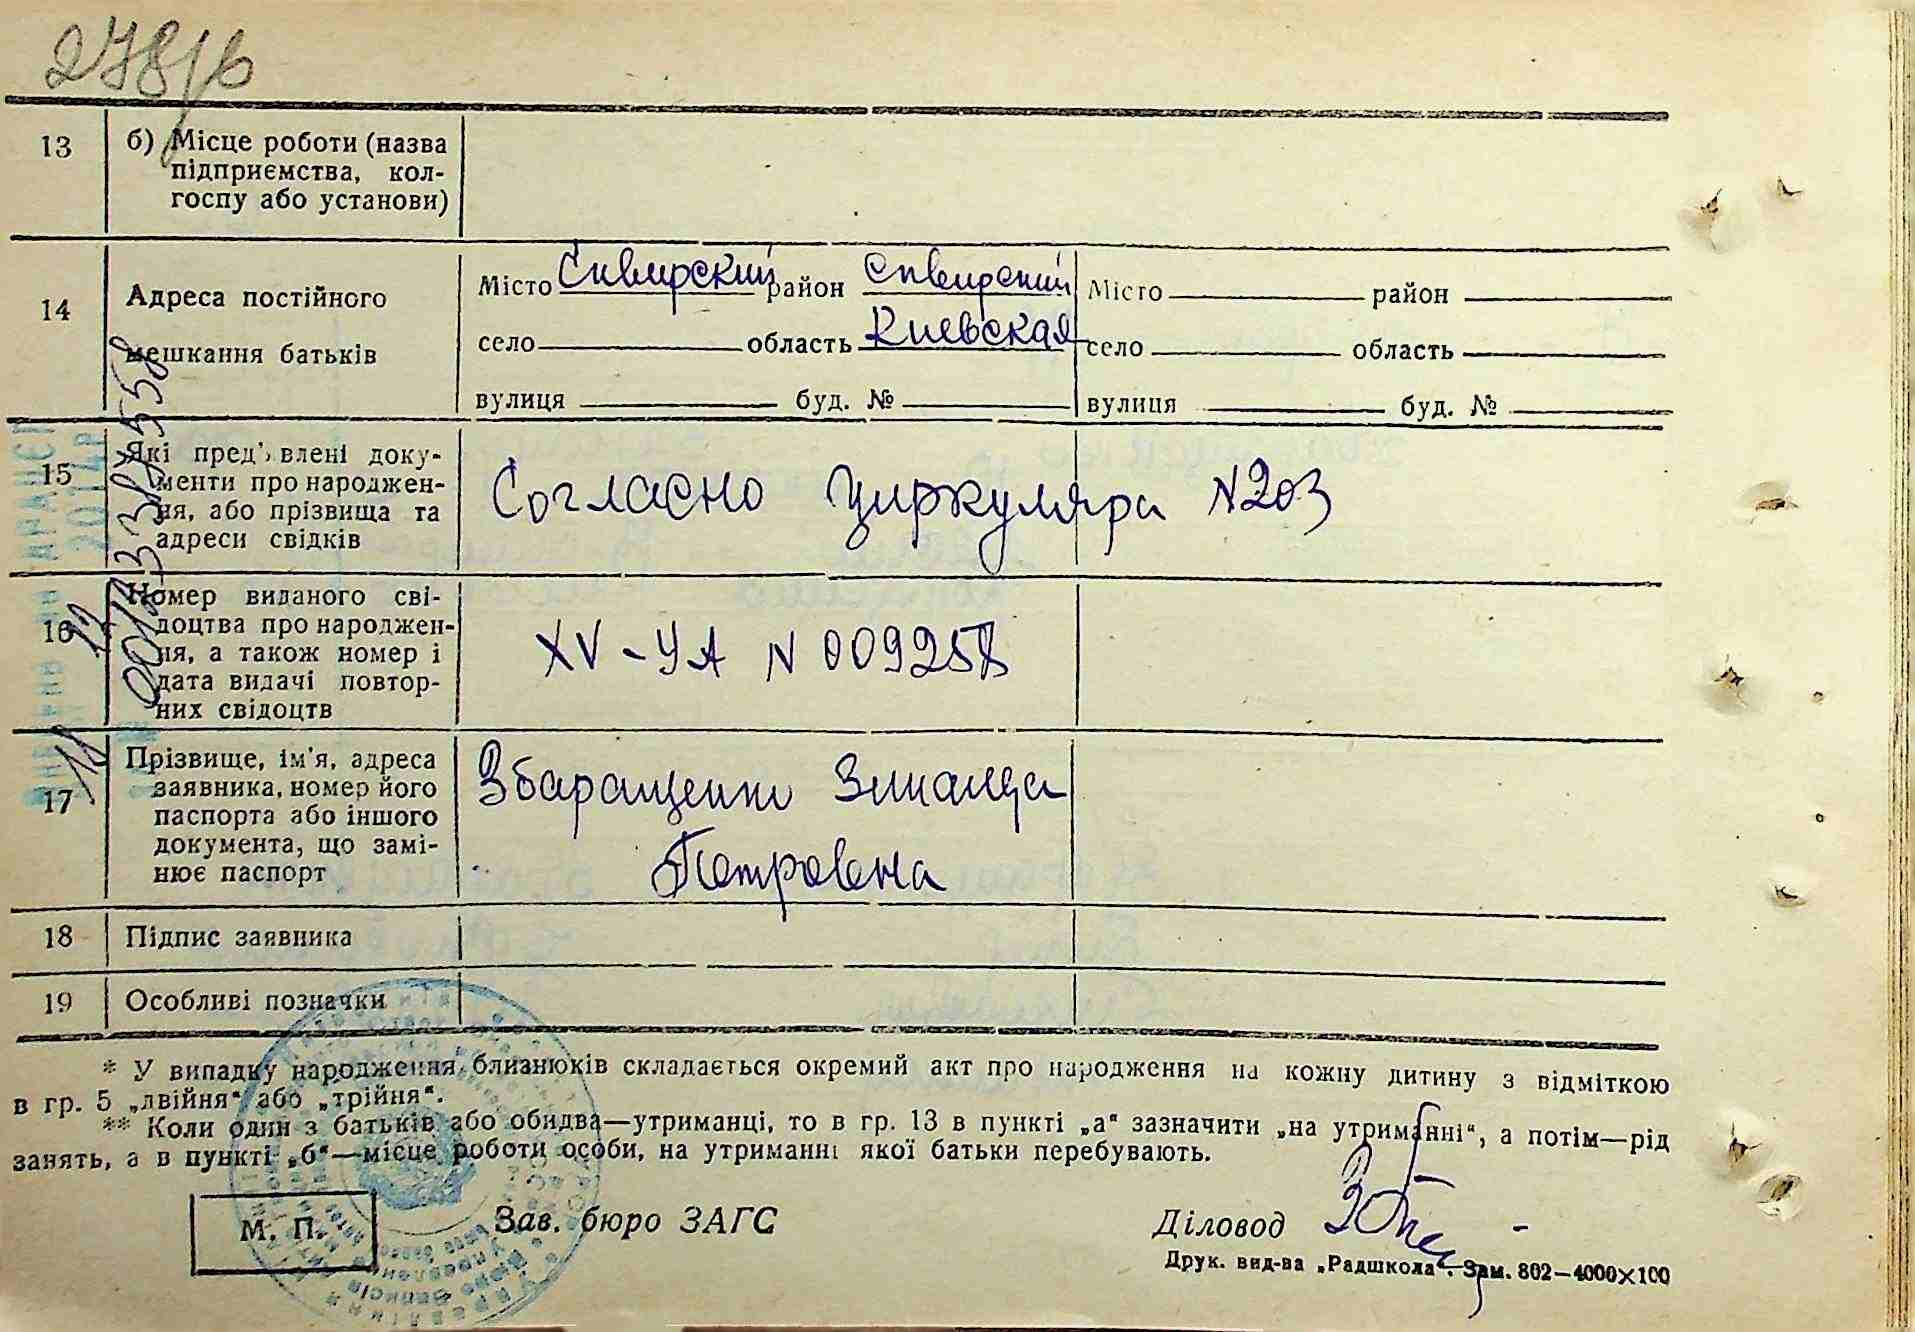 278/в
13 б) Місце роботи (назва
підприємства, кол-
госпу або установи)
14 Адреса постійного
мешкання батьків
Місто Сквирский район Сквирский
село область Киевская
вулиця буд. №
Місто район
село область
вулиця буд. №
15 Які пред'явлені доку-
менти про народжен-
ня, або прізвища та
адреси свідків
Согласно Циркуляра N203
16 Номер виданого сві-
доцтва про народжен-
ня, а також номер і
дата видачі повтор-
них свідоцтв
XV-УА N 009258
17 Прізвище, ім'я, адреса
заявника, номер його
паспорта або іншого
документа, що замі-
нює паспорт
Збаращенко Зинаида
Петровна
18 Підпис заявника
19 Особливі позначки
* У випадку народження близнюків складається окремий акт про народження на кожну дитину з відміткою
в гр. 5 „двійня“ або „трійня“.
** Коли один з батьків або обидва—утриманці, то в гр. 13 в пункті „а“ зазначити „на утриманні“, а потім—рід
занять, а в пункті „б“—місце роботи особи, на утриманні якої батьки перебувають.
М. П.
Зав. бюро ЗАГС
Діловод
Друк. вид-ва „Радшкола“. Зам. 802—4000×100